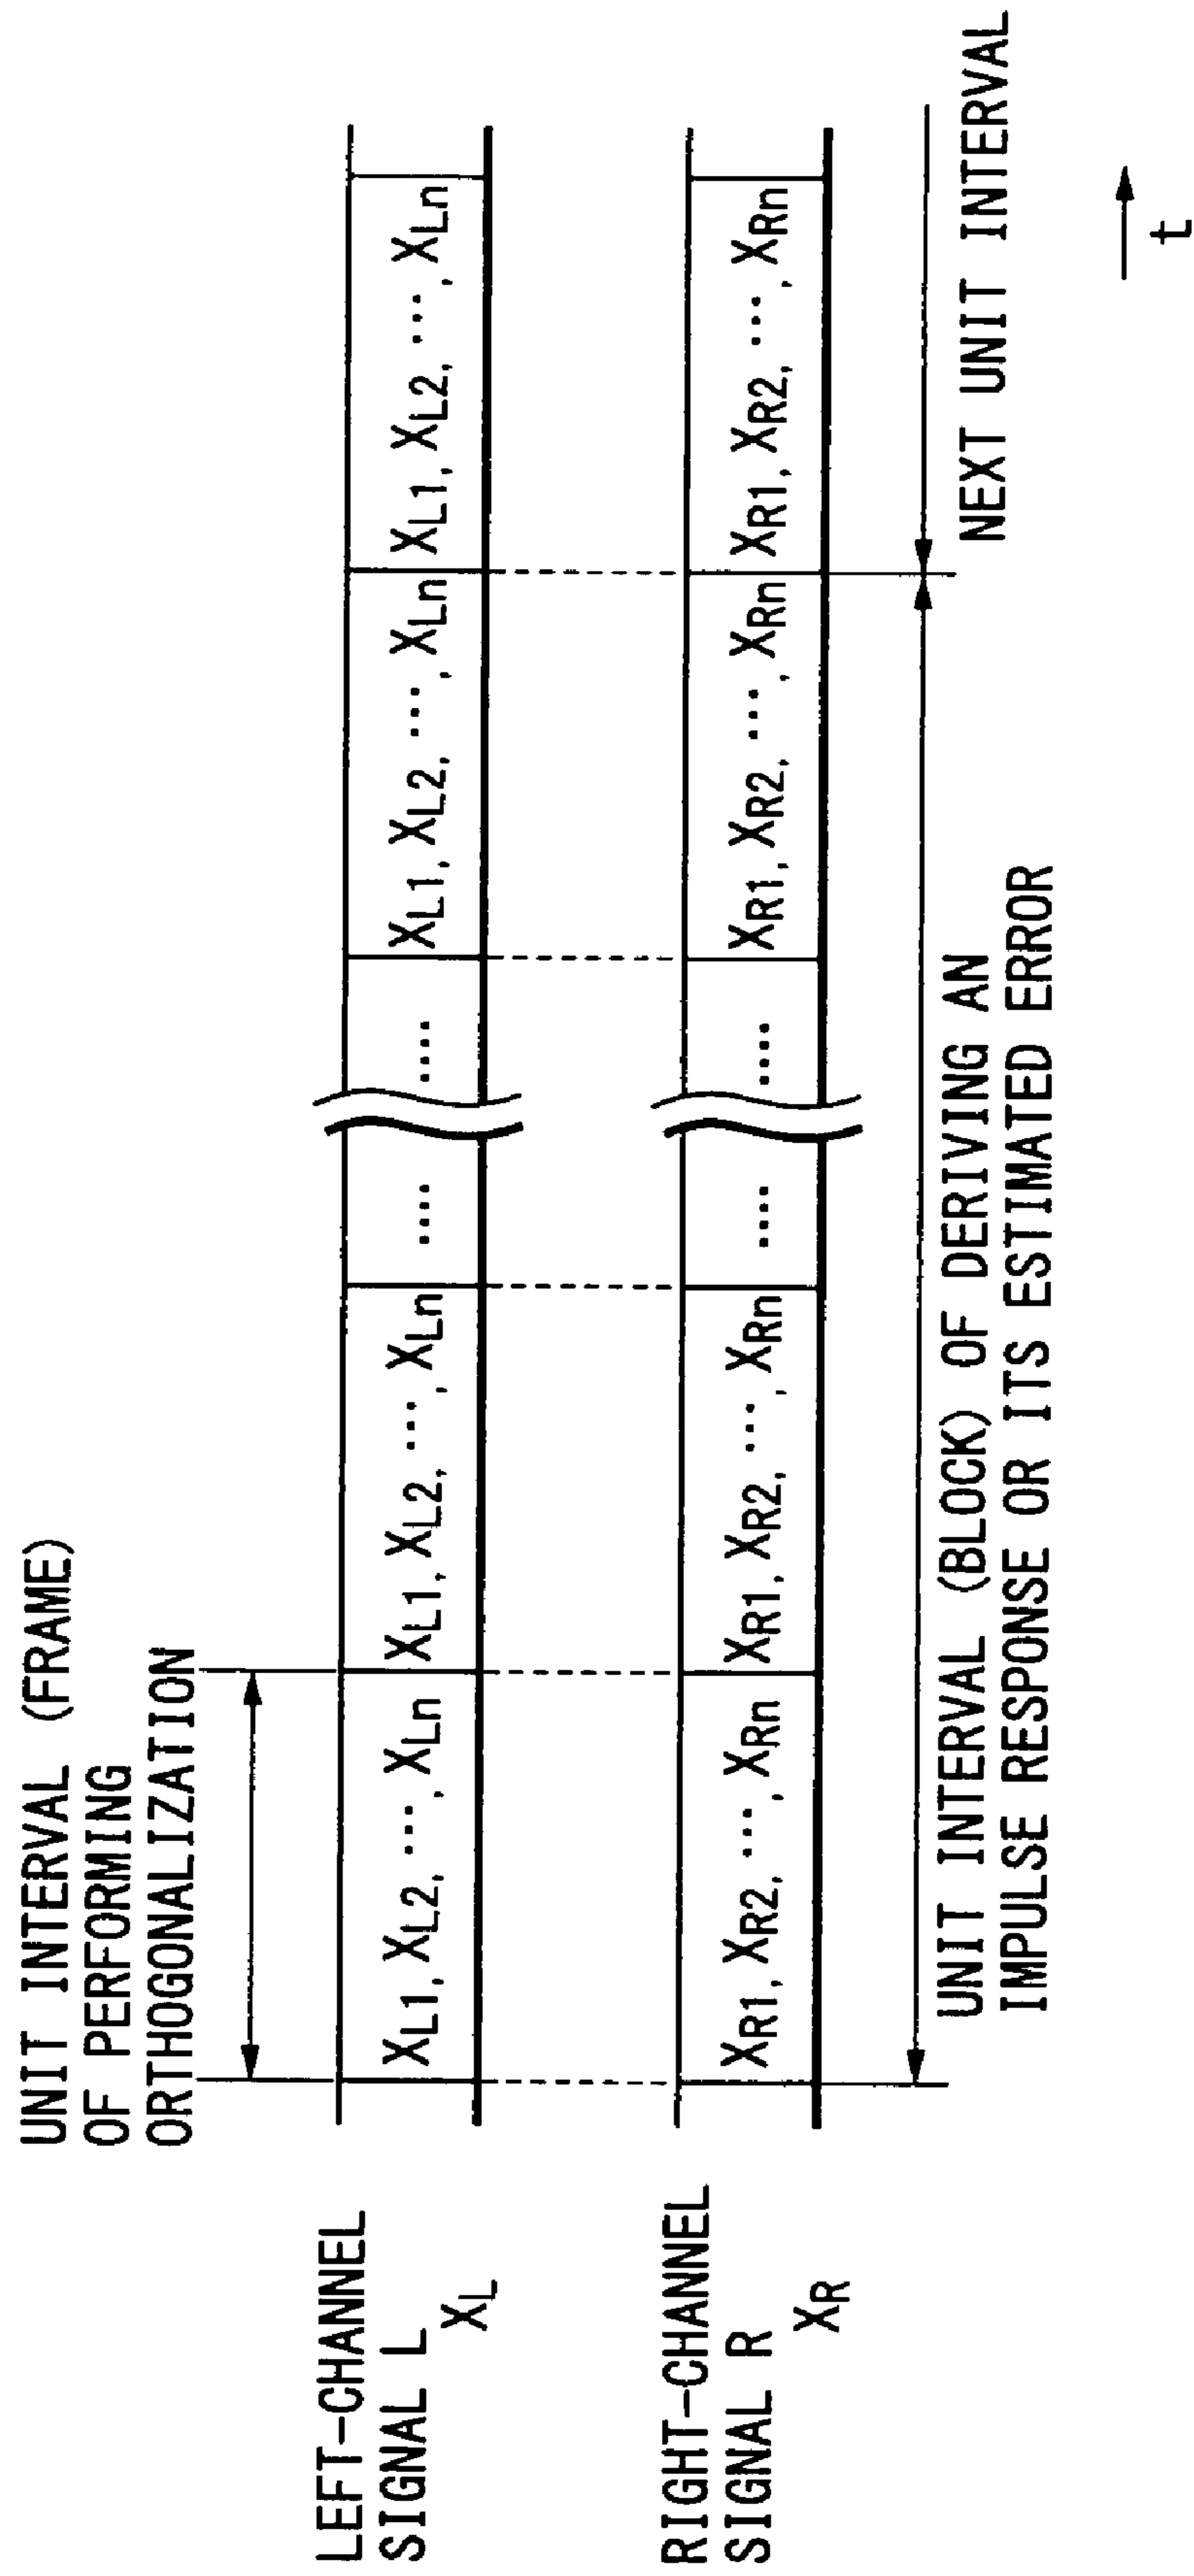 UNIT INTERVAL (FRAME)
OF PERFORMING
ORTHOGONALIZATION
LEFT-CHANNEL
SIGNAL L
XL
XL1, XL2, ···, XLn
XL1, XL2, ···, XLn
····
····
XL1, XL2, ···, XLn
XL1, XL2, ···, XLn
RIGHT-CHANNEL
SIGNAL R
XR
XR1, XR2, ···, XRn
XR1, XR2, ···, XRn
····
····
XR1, XR2, ···, XRn
XR1, XR2, ···, XRn
UNIT INTERVAL (BLOCK) OF DERIVING AN
IMPULSE RESPONSE OR ITS ESTIMATED ERROR
NEXT UNIT INTERVAL
t